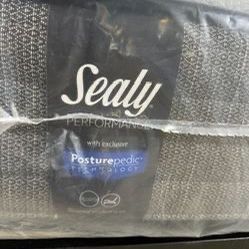 Sealy
PERFORMANCE
with exclusive
Posturepedic
TECHNOLOGY